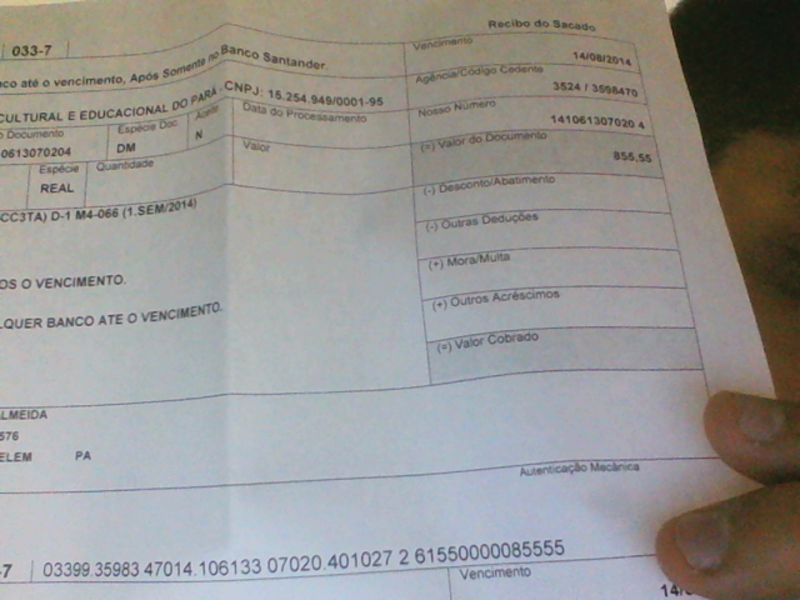 Recibo do Sacado
033-7
Vencimento
14/08/2014
até o vencimento, Após Somente no Banco Santander.
Agência/Código Cedente
3524 / 3598470
CULTURAL E EDUCACIONAL DO PARÁ - CNPJ: 15.254.949/0001-95
Documento
Espécie Doc.
Aceite
Data do Processamento
Nosso Número
0613070204
DM
N
141061307020 4
Espécie
Quantidade
Valor
(=) Valor do Documento
REAL
855,55
(-) Desconto/Abatimento
CC3TA) D-1 M4-066 (1.SEM/2014)
(-) Outras Deduções
(+) Mora/Multa
OS O VENCIMENTO.
(+) Outros Acréscimos
LQUER BANCO ATE O VENCIMENTO.
(=) Valor Cobrado
ALMEIDA
576
ELEM PA
Autenticação Mecânica
-7 03399.35983 47014.106133 07020.401027 2 61550000085555
Vencimento